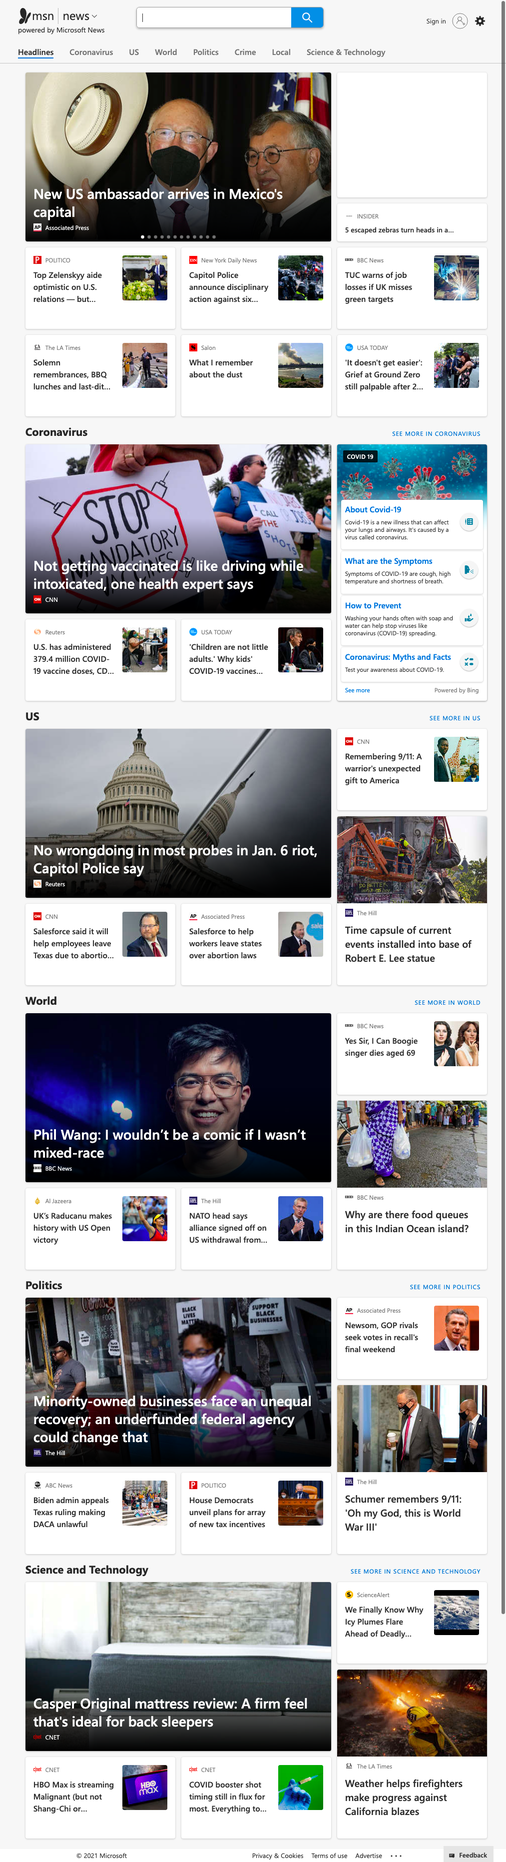 msn news
powered by Microsoft News
Sign in
Headlines Coronavirus US World Politics Crime Local Science & Technology
New US ambassador arrives in Mexico's
capital
AP Associated Press
INSIDER
5 escaped zebras turn heads in a...
POLITICO
Top Zelenskyy aide
optimistic on U.S.
relations — but...
New York Daily News
Capitol Police
announce disciplinary
action against six...
BBC News
TUC warns of job
losses if UK misses
green targets
The LA Times
Solemn
remembrances, BBQ
lunches and last-dit...
Salon
What I remember
about the dust
USA TODAY
'It doesn't get easier':
Grief at Ground Zero
still palpable after 2...
Coronavirus
SEE MORE IN CORONAVIRUS
STOP
MANDATORY
I CALL
THE
SHOTS
Not getting vaccinated is like driving while
intoxicated, one health expert says
CNN
COVID 19
About Covid-19
Covid-19 is a new illness that can affect
your lungs and airways. It's caused by a
virus called coronavirus.
What are the Symptoms
Symptoms of COVID-19 are cough, high
temperature and shortness of breath.
How to Prevent
Washing your hands often with soap and
water can help stop viruses like
coronavirus (COVID-19) spreading.
Coronavirus: Myths and Facts
Test your awareness about COVID-19.
See more
Powered by Bing
Reuters
U.S. has administered
379.4 million COVID-
19 vaccine doses, CD...
USA TODAY
'Children are not little
adults.' Why kids'
COVID-19 vaccines...
US
SEE MORE IN US
No wrongdoing in most probes in Jan. 6 riot,
Capitol Police say
Reuters
CNN
Remembering 9/11: A
warrior's unexpected
gift to America
The Hill
Time capsule of current
events installed into base of
Robert E. Lee statue
CNN
Salesforce said it will
help employees leave
Texas due to abortio...
AP Associated Press
Salesforce to help
workers leave states
over abortion laws
World
SEE MORE IN WORLD
Phil Wang: I wouldn't be a comic if I wasn't
mixed-race
BBC News
BBC News
Yes Sir, I Can Boogie
singer dies aged 69
BBC News
Why are there food queues
in this Indian Ocean island?
Al Jazeera
UK's Raducanu makes
history with US Open
victory
The Hill
NATO head says
alliance signed off on
US withdrawal from...
Politics
SEE MORE IN POLITICS
BLACK
LIVES
MATTER
SUPPORT
BLACK
BUSINESSES
Minority-owned businesses face an unequal
recovery; an underfunded federal agency
could change that
The Hill
AP Associated Press
Newsom, GOP rivals
seek votes in recall's
final weekend
The Hill
Schumer remembers 9/11:
'Oh my God, this is World
War III'
ABC News
Biden admin appeals
Texas ruling making
DACA unlawful
POLITICO
House Democrats
unveil plans for array
of new tax incentives
Science and Technology
SEE MORE IN SCIENCE AND TECHNOLOGY
Casper Original mattress review: A firm feel
that's ideal for back sleepers
CNET
ScienceAlert
We Finally Know Why
Icy Plumes Flare
Ahead of Deadly...
The LA Times
Weather helps firefighters
make progress against
California blazes
CNET
HBO Max is streaming
Malignant (but not
Shang-Chi or...
HBO
max
CNET
COVID booster shot
timing still in flux for
most. Everything to...
© 2021 Microsoft
Privacy & Cookies Terms of use Advertise ...
Feedback